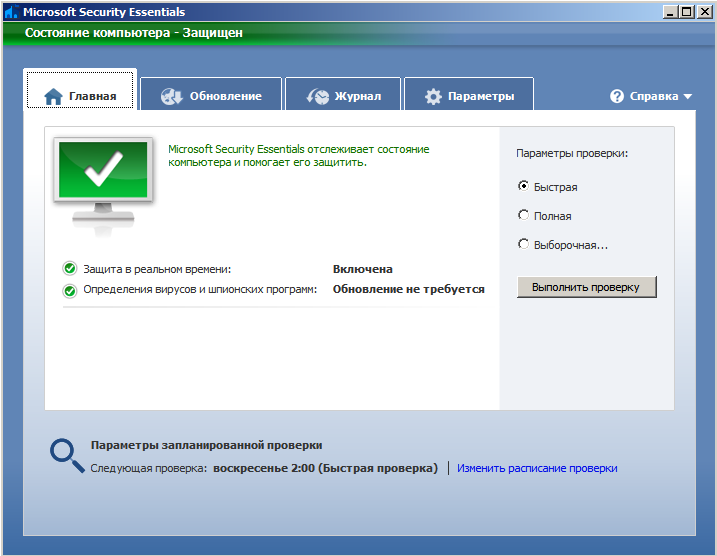 Microsoft Security Essentials
Состояние компьютера - Защищен
Главная
Обновление
Журнал
Параметры
Справка
Microsoft Security Essentials отслеживает состояние
компьютера и помогает его защитить.
Параметры проверки:
Быстрая
Полная
Выборочная...
Выполнить проверку
Защита в реальном времени: Включена
Определения вирусов и шпионских программ: Обновление не требуется
Параметры запланированной проверки
Следующая проверка: воскресенье 2:00 (Быстрая проверка) | Изменить расписание проверки